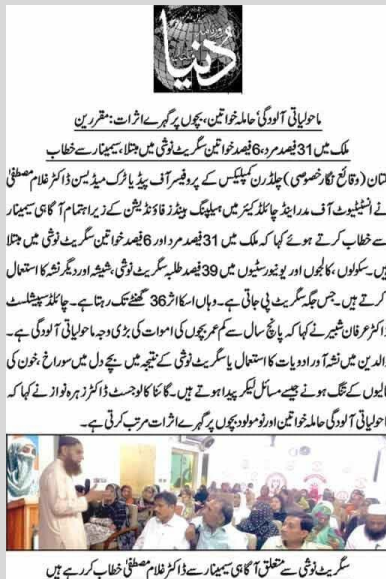 دنیا
ماحولیاتی آلودگی، حاملہ خواتین، بچوں پر گہرے اثرات: مقررین
ملک میں 31 فیصد مرد، 6 فیصد خواتین سگریٹ نوشی میں مبتلا، سیمینار سے خطاب
ملتان (وقائع نگار خصوصی) چلڈرن کمپلیکس کے پروفیسر آف پیڈیاٹرک میڈیسن ڈاکٹر غلام مصطفیٰ
نے انسٹیٹیوٹ آف مدر اینڈ چائلڈ کیئر میں ہیلپنگ ہینڈز فاؤنڈیشن کے زیر اہتمام آگاہی سیمینار
سے خطاب کرتے ہوئے کہا کہ ملک میں 31 فیصد مرد اور 6 فیصد خواتین سگریٹ نوشی میں مبتلا
ہیں۔ سکولوں، کالجوں اور یونیورسٹیوں میں 39 فیصد طلبہ سگریٹ نوشی، شیشہ اور دیگر نشہ کا استعمال
کرتے ہیں۔ جس جگہ سگریٹ پی جاتی ہے۔ وہاں اسکا اثر 36 گھنٹے تک رہتا ہے۔ چائلڈ سپیشلسٹ
ڈاکٹر عرفان شبیر نے کہا کہ پانچ سال سے کم عمر بچوں کی اموات کی بڑی وجہ ماحولیاتی آلودگی ہے۔
والدین میں نشہ آور ادویات کا استعمال یا سگریٹ نوشی کے نتیجہ میں بچے دل میں سوراخ، خون کی
نالیوں کے تنگ ہونے جیسے مسائل لیکر پیدا ہوتے ہیں۔ گائناکالوجسٹ ڈاکٹر زہرہ نواز نے کہا کہ
ماحولیاتی آلودگی حاملہ خواتین اور نومولود بچوں پر گہرے اثرات مرتب کرتی ہے۔
سگریٹ نوشی سے متعلق آگاہی سیمینار سے ڈاکٹر غلام مصطفیٰ خطاب کر رہے ہیں